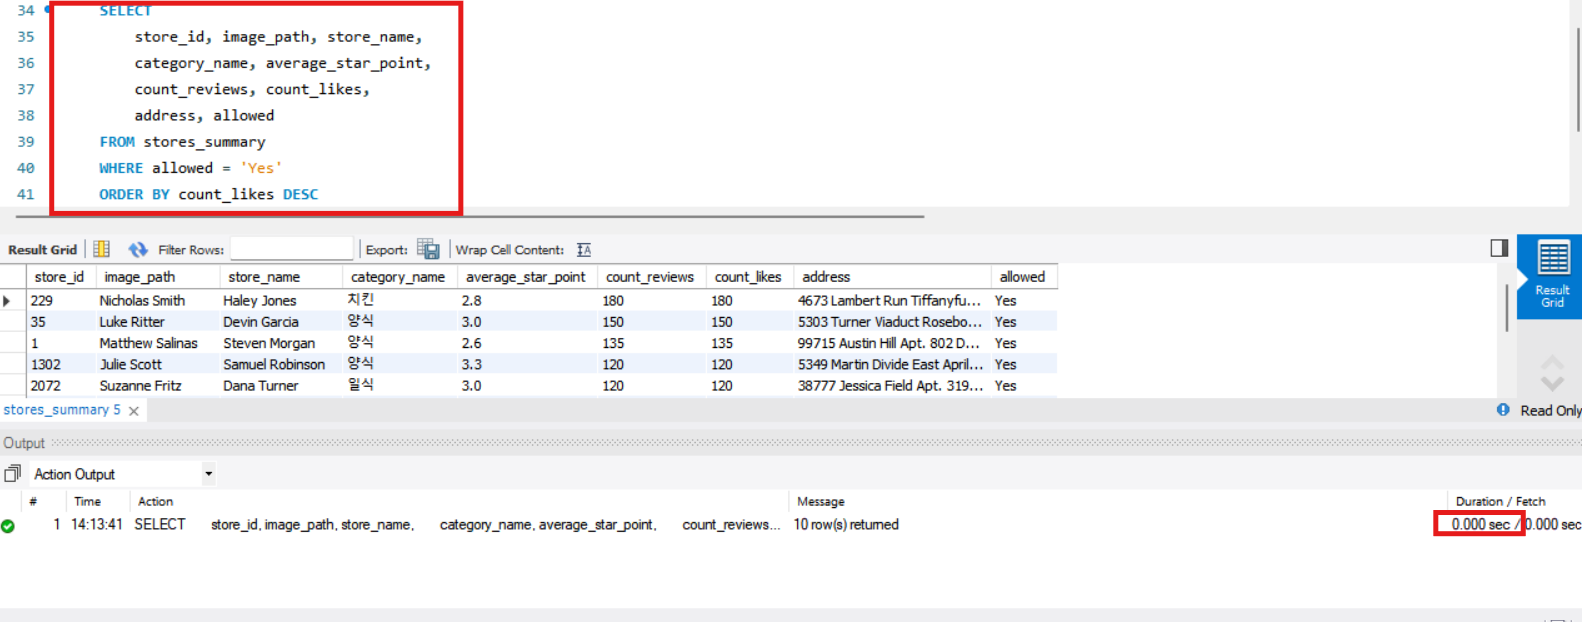 34 SELECT
35 store_id, image_path, store_name,
36 category_name, average_star_point,
37 count_reviews, count_likes,
38 address, allowed
39 FROM stores_summary
40 WHERE allowed = 'Yes'
41 ORDER BY count_likes DESC
Result Grid Filter Rows: Export: Wrap Cell Content: IA
store_id image_path store_name category_name average_star_point count_reviews count_likes address allowed
229 Nicholas Smith Haley Jones 치킨 2.8 180 180 4673 Lambert Run Tiffanyfu... Yes
35 Luke Ritter Devin Garcia 양식 3.0 150 150 5303 Turner Viaduct Rosebo... Yes
1 Matthew Salinas Steven Morgan 양식 2.6 135 135 99715 Austin Hill Apt. 802 D... Yes
1302 Julie Scott Samuel Robinson 양식 3.3 120 120 5349 Martin Divide East April... Yes
2072 Suzanne Fritz Dana Turner 일식 3.0 120 120 38777 Jessica Field Apt. 319... Yes
Result
Grid
stores_summary 5 Read Only
Output
Action Output
# Time Action Message Duration / Fetch
1 14:13:41 SELECT store_id, image_path, store_name, category_name, average_star_point, count_reviews... 10 row(s) returned 0.000 sec / 0.000 sec